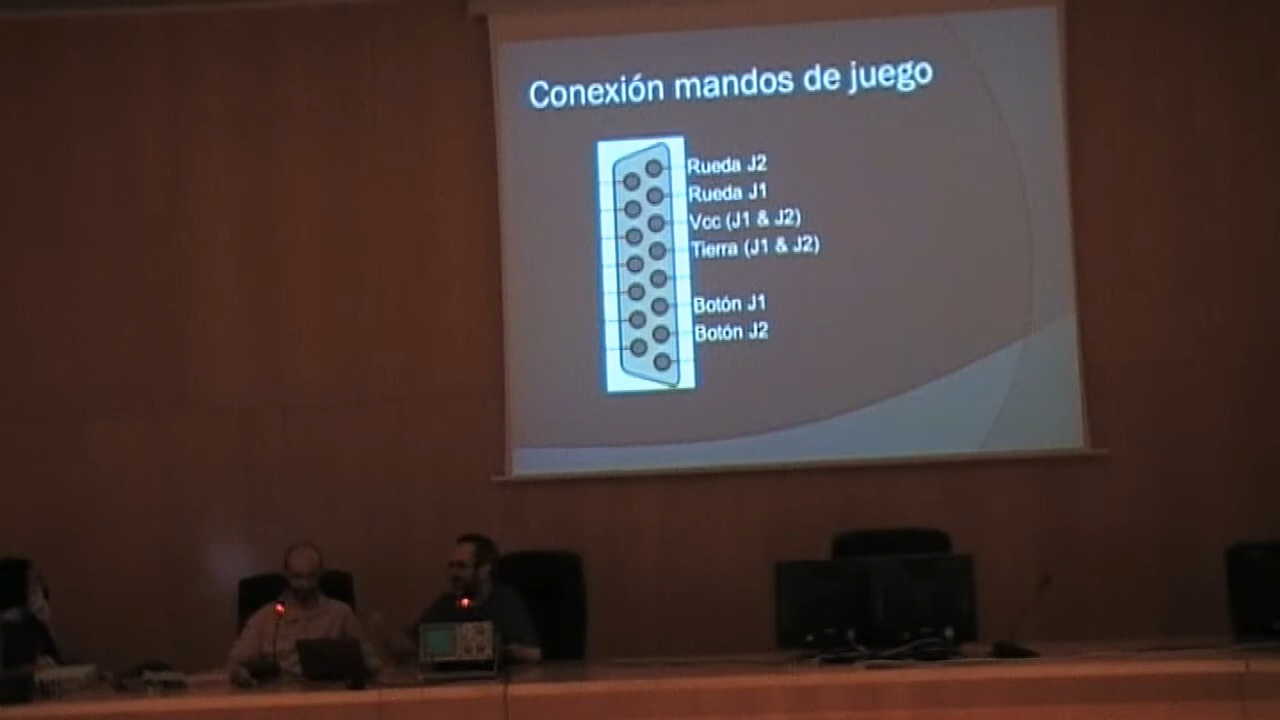 Conexión mandos de juego
Rueda J2
Rueda J1
Vcc (J1 & J2)
Tierra (J1 & J2)
Botón J1
Botón J2